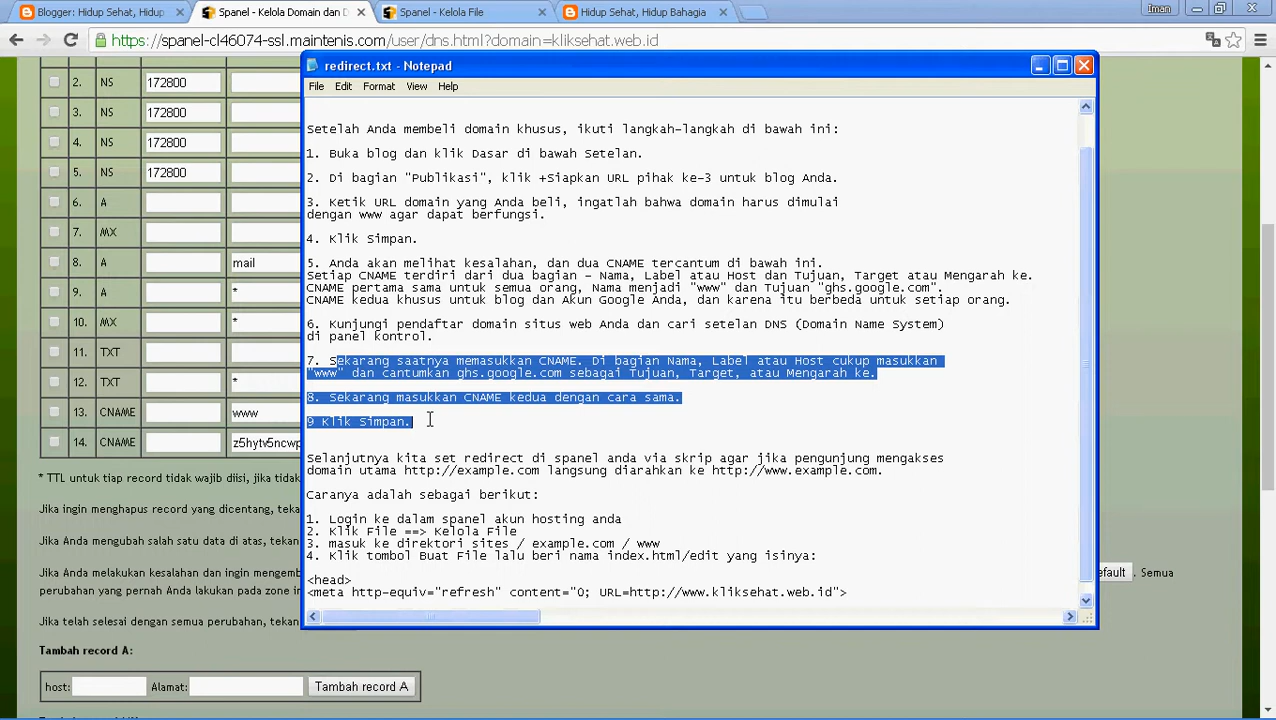 Blogger: Hidup Sehat, Hidup
Spanel - Kelola Domain dan D
Spanel - Kelola File
Hidup Sehat, Hidup Bahagia
Imam
https://spanel-cl46074-ssl.maintenis.com/user/dns.html?domain=kliksehat.web.id
redirect.txt - Notepad
File Edit Format View Help
2. NS 172800
3. NS 172800
4. NS 172800
5. NS 172800
6. A
7. MX
8. A mail
9. A *
10. MX *
11. TXT
12. TXT *
13. CNAME www
14. CNAME z5hytv5ncwp
Setelah Anda membeli domain khusus, ikuti langkah-langkah di bawah ini:
1. Buka blog dan klik Dasar di bawah Setelan.
2. Di bagian "Publikasi", klik +Siapkan URL pihak ke-3 untuk blog Anda.
3. Ketik URL domain yang Anda beli, ingatlah bahwa domain harus dimulai
dengan www agar dapat berfungsi.
4. Klik Simpan.
5. Anda akan melihat kesalahan, dan dua CNAME tercantum di bawah ini.
Setiap CNAME terdiri dari dua bagian - Nama, Label atau Host dan Tujuan, Target atau Mengarah ke.
CNAME pertama sama untuk semua orang, Nama menjadi "www" dan Tujuan "ghs.google.com".
CNAME kedua khusus untuk blog dan Akun Google Anda, dan karena itu berbeda untuk setiap orang.
6. Kunjungi pendaftar domain situs web Anda dan cari setelan DNS (Domain Name System)
di panel kontrol.
7. Sekarang saatnya memasukkan CNAME. Di bagian Nama, Label atau Host cukup masukkan
"www" dan cantumkan ghs.google.com sebagai Tujuan, Target, atau Mengarah ke.
8. Sekarang masukkan CNAME kedua dengan cara sama.
9 Klik Simpan.
Selanjutnya kita set redirect di spanel anda via skrip agar jika pengunjung mengakses
domain utama http://example.com langsung diarahkan ke http://www.example.com.
Caranya adalah sebagai berikut:
1. Login ke dalam spanel akun hosting anda
2. Klik File ==> Kelola File
3. masuk ke direktori sites / example.com / www
4. Klik tombol Buat File lalu beri nama index.html/edit yang isinya:
<head>
<meta http-equiv="refresh" content="0; URL=http://www.kliksehat.web.id">
* TTL untuk tiap record tidak wajib diisi, jika tida
Jika ingin menghapus record yang dicentang, teka
Jika Anda mengubah salah satu data di atas, tekan
Jika Anda melakukan kesalahan dan ingin mengemb
efault . Semua
perubahan yang pernah Anda lakukan pada zone in
Jika telah selesai dengan semua perubahan, tekan
Tambah record A:
host: Alamat: Tambah record A